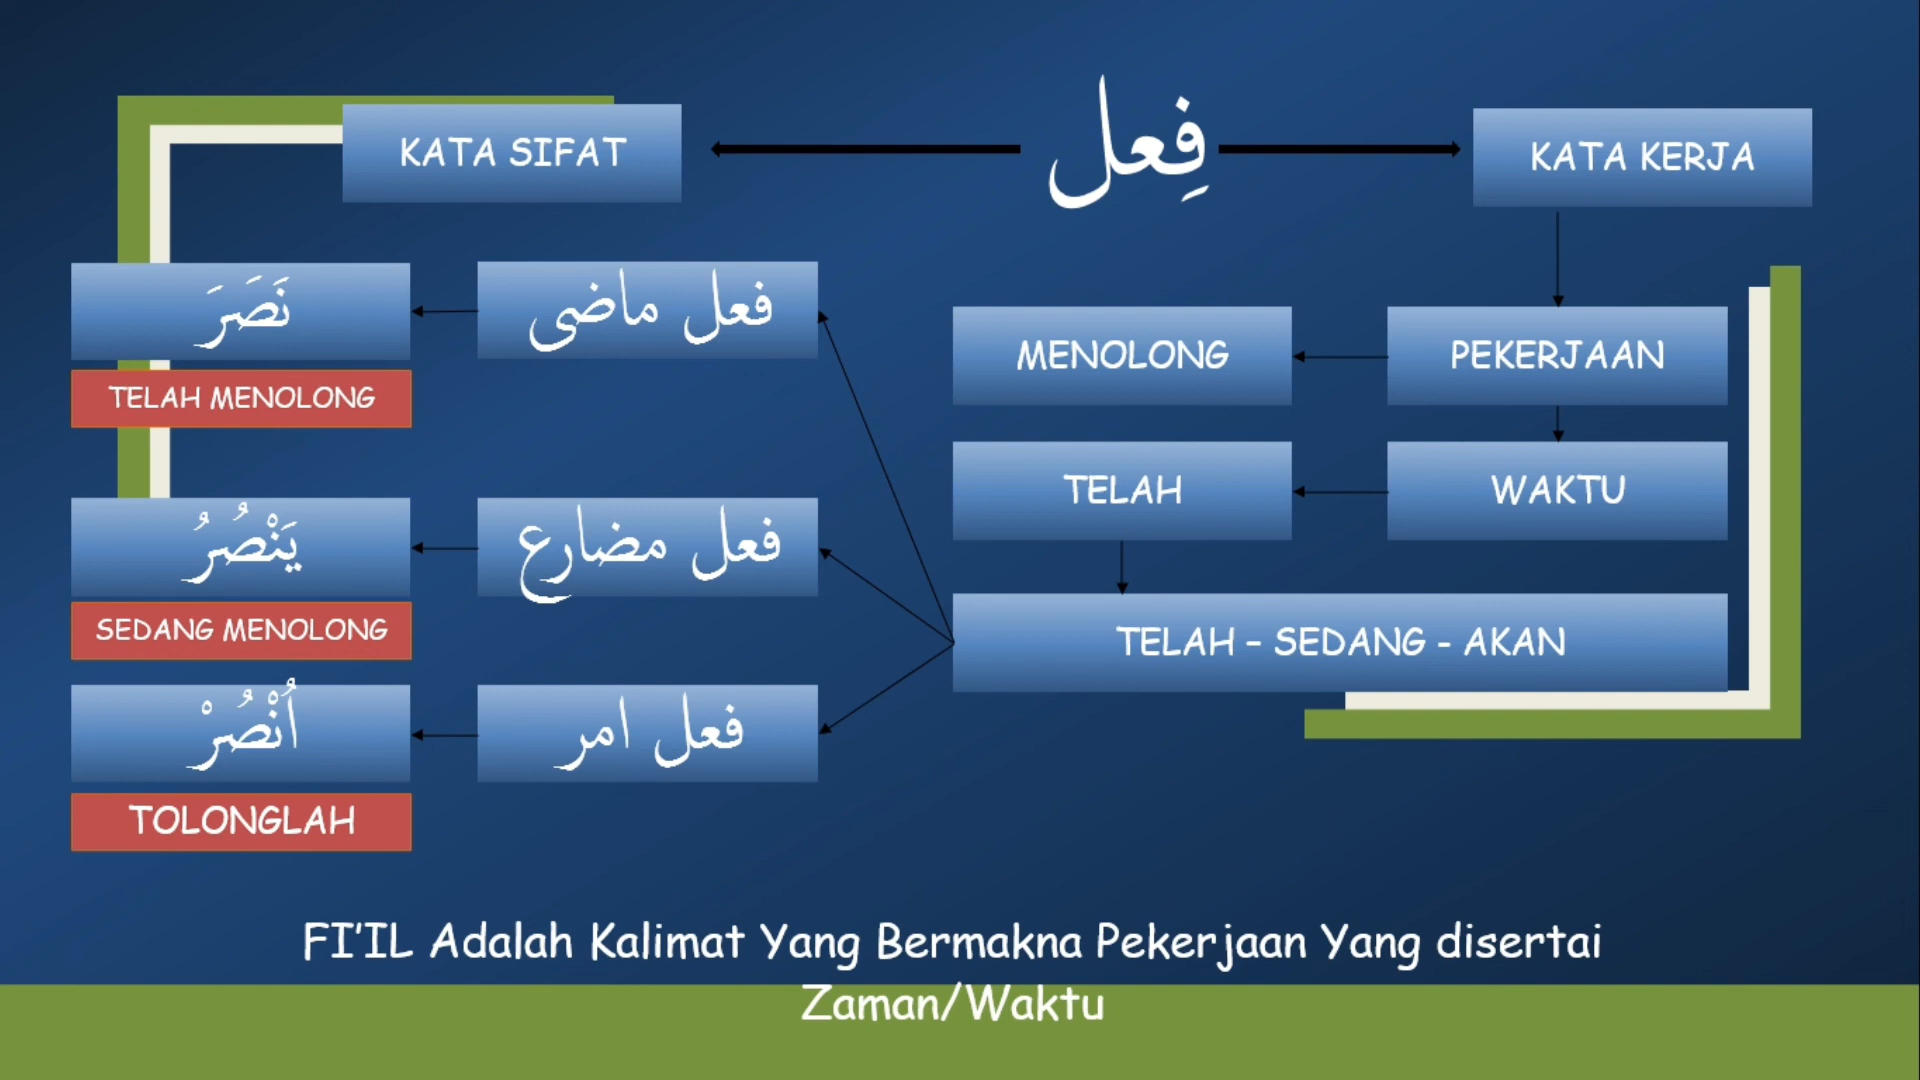 KATA SIFAT
فِعل
KATA KERJA
نَصَرَ
فعل ماضى
MENOLONG
PEKERJAAN
TELAH MENOLONG
TELAH
WAKTU
يَنْصُرُ
فعل مضارع
SEDANG MENOLONG
TELAH – SEDANG - AKAN
اُنْصُرْ
فعل امر
TOLONGLAH
FI'IL Adalah Kalimat Yang Bermakna Pekerjaan Yang disertai
Zaman/Waktu